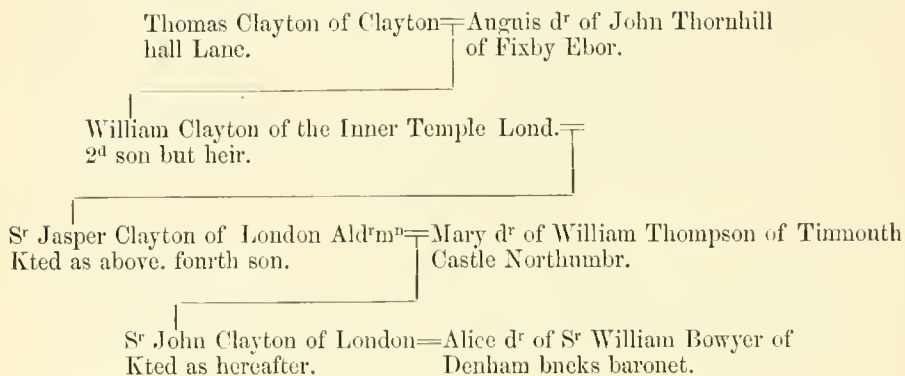 Thomas Clayton of Clayton=Anguis dʳ of John Thornhill
hall Lanc. of Fixby Ebor.
William Clayton of the Inner Temple Lond.=
2ᵈ son but heir.
Sʳ Jasper Clayton of London Aldʳmⁿ=Mary dʳ of William Thompson of Tinmouth
Kted as above. fonrth son. Castle Northumbr.
Sʳ John Clayton of London=Alice dʳ of Sʳ William Bowyer of
Kted as hereafter. Denham bncks baronet.